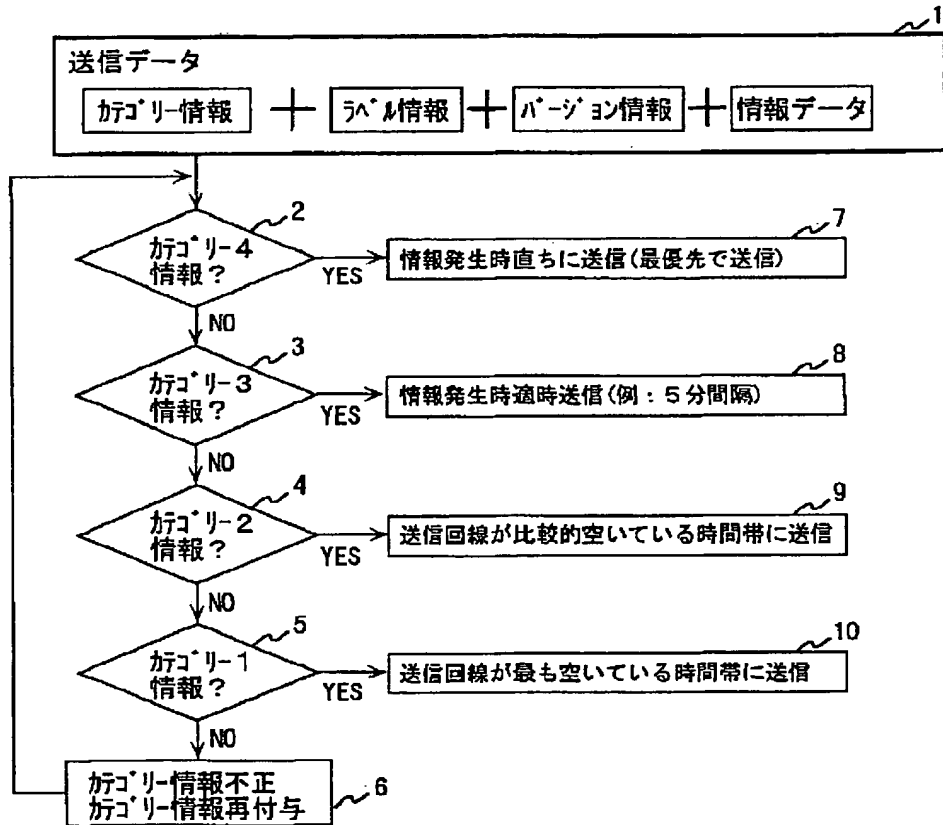 1
送信データ
カテゴリー情報 + ラベル情報 + バージョン情報 + 情報データ
2
カテゴリー4
情報？
YES
7
情報発生時直ちに送信(最優先で送信)
NO
3
カテゴリー3
情報？
YES
8
情報発生時適時送信(例：5分間隔)
NO
4
カテゴリー2
情報？
YES
9
送信回線が比較的空いている時間帯に送信
NO
5
カテゴリー1
情報？
YES
10
送信回線が最も空いている時間帯に送信
NO
カテゴリー情報不正
カテゴリー情報再付与
6